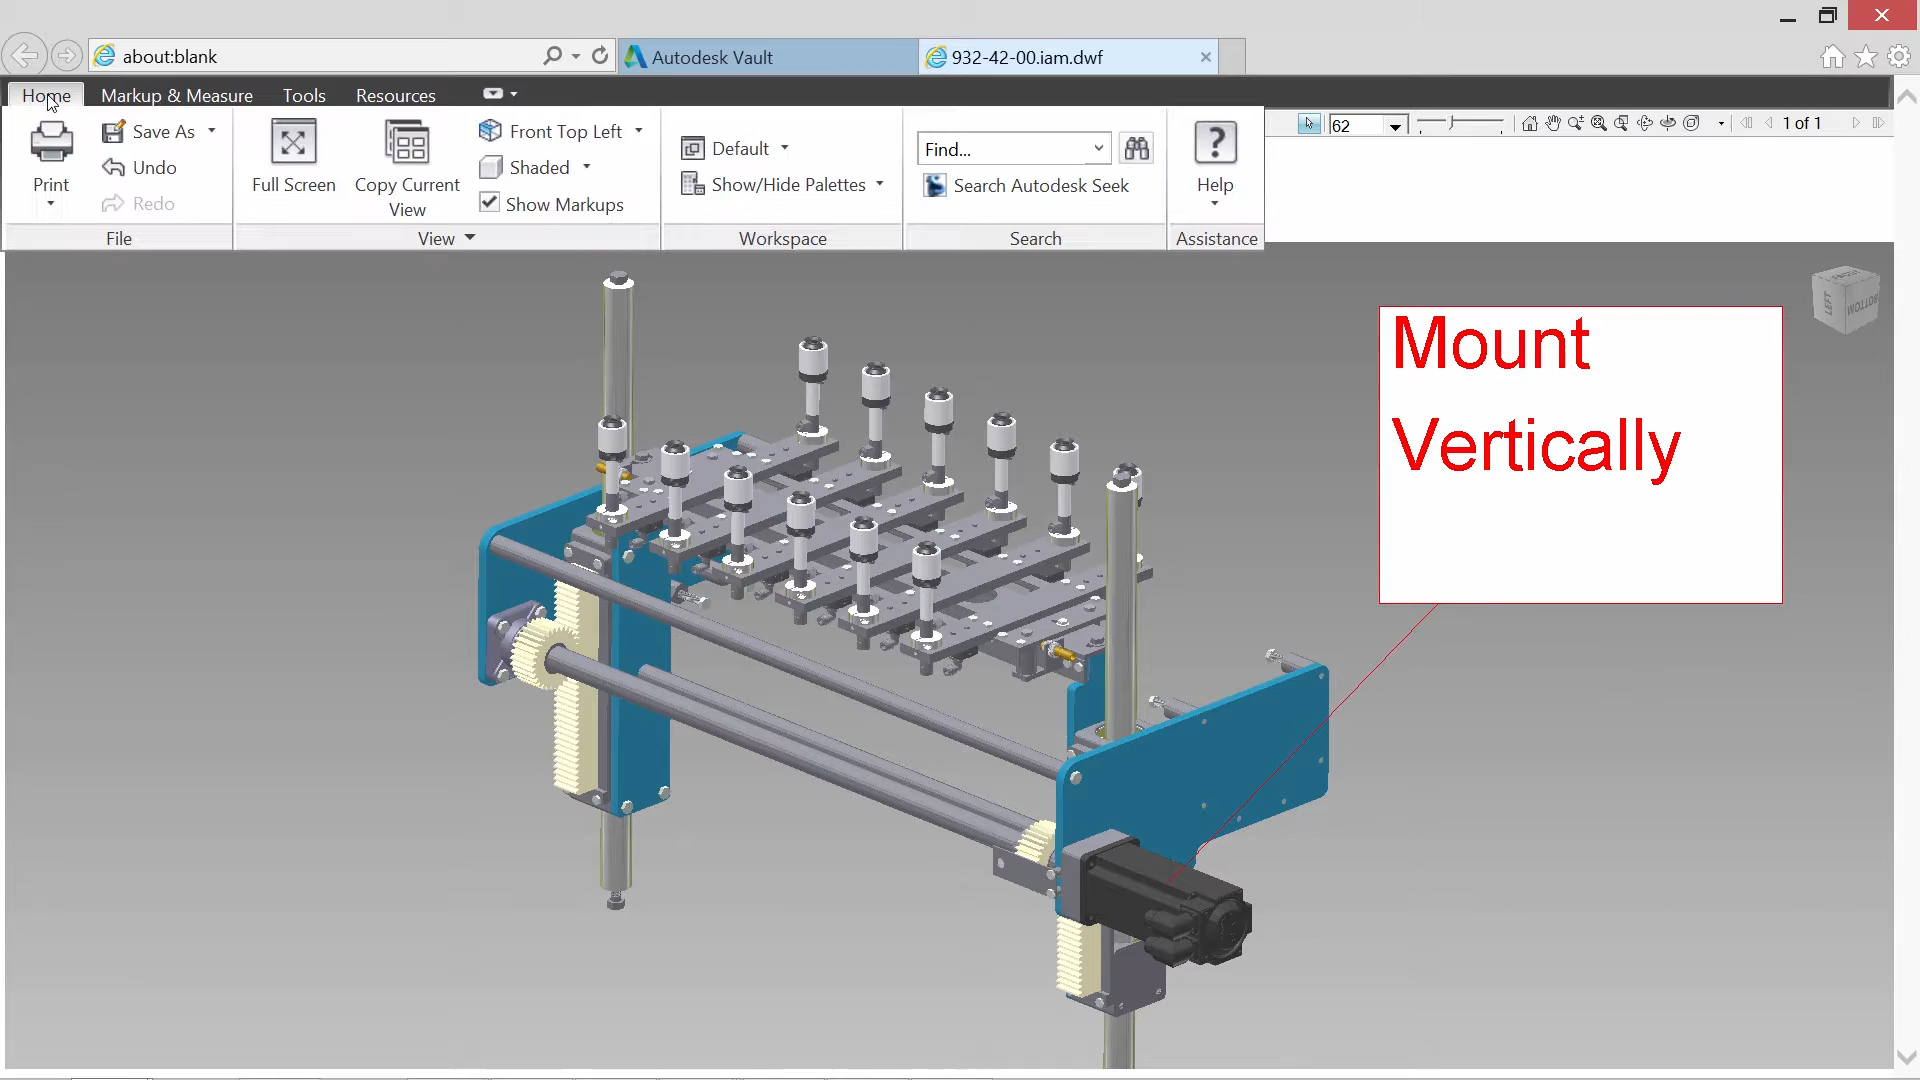 about:blank
Autodesk Vault
932-42-00.iam.dwf
Home
Markup & Measure
Tools
Resources
Print
Save As
Undo
Redo
File
Full Screen
Copy Current
View
Front Top Left
Shaded
Show Markups
View
Default
Show/Hide Palettes
Workspace
Find...
Search Autodesk Seek
Search
Help
Assistance
62
1 of 1
Mount
Vertically
LEFT
BOTTOM